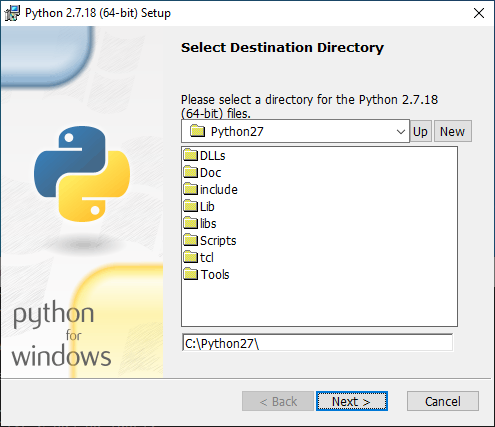 Python 2.7.18 (64-bit) Setup
Select Destination Directory
Please select a directory for the Python 2.7.18
(64-bit) files.
Python27
Up
New
DLLs
Doc
include
Lib
libs
Scripts
tcl
Tools
C:\Python27\
python
for
windows
< Back
Next >
Cancel